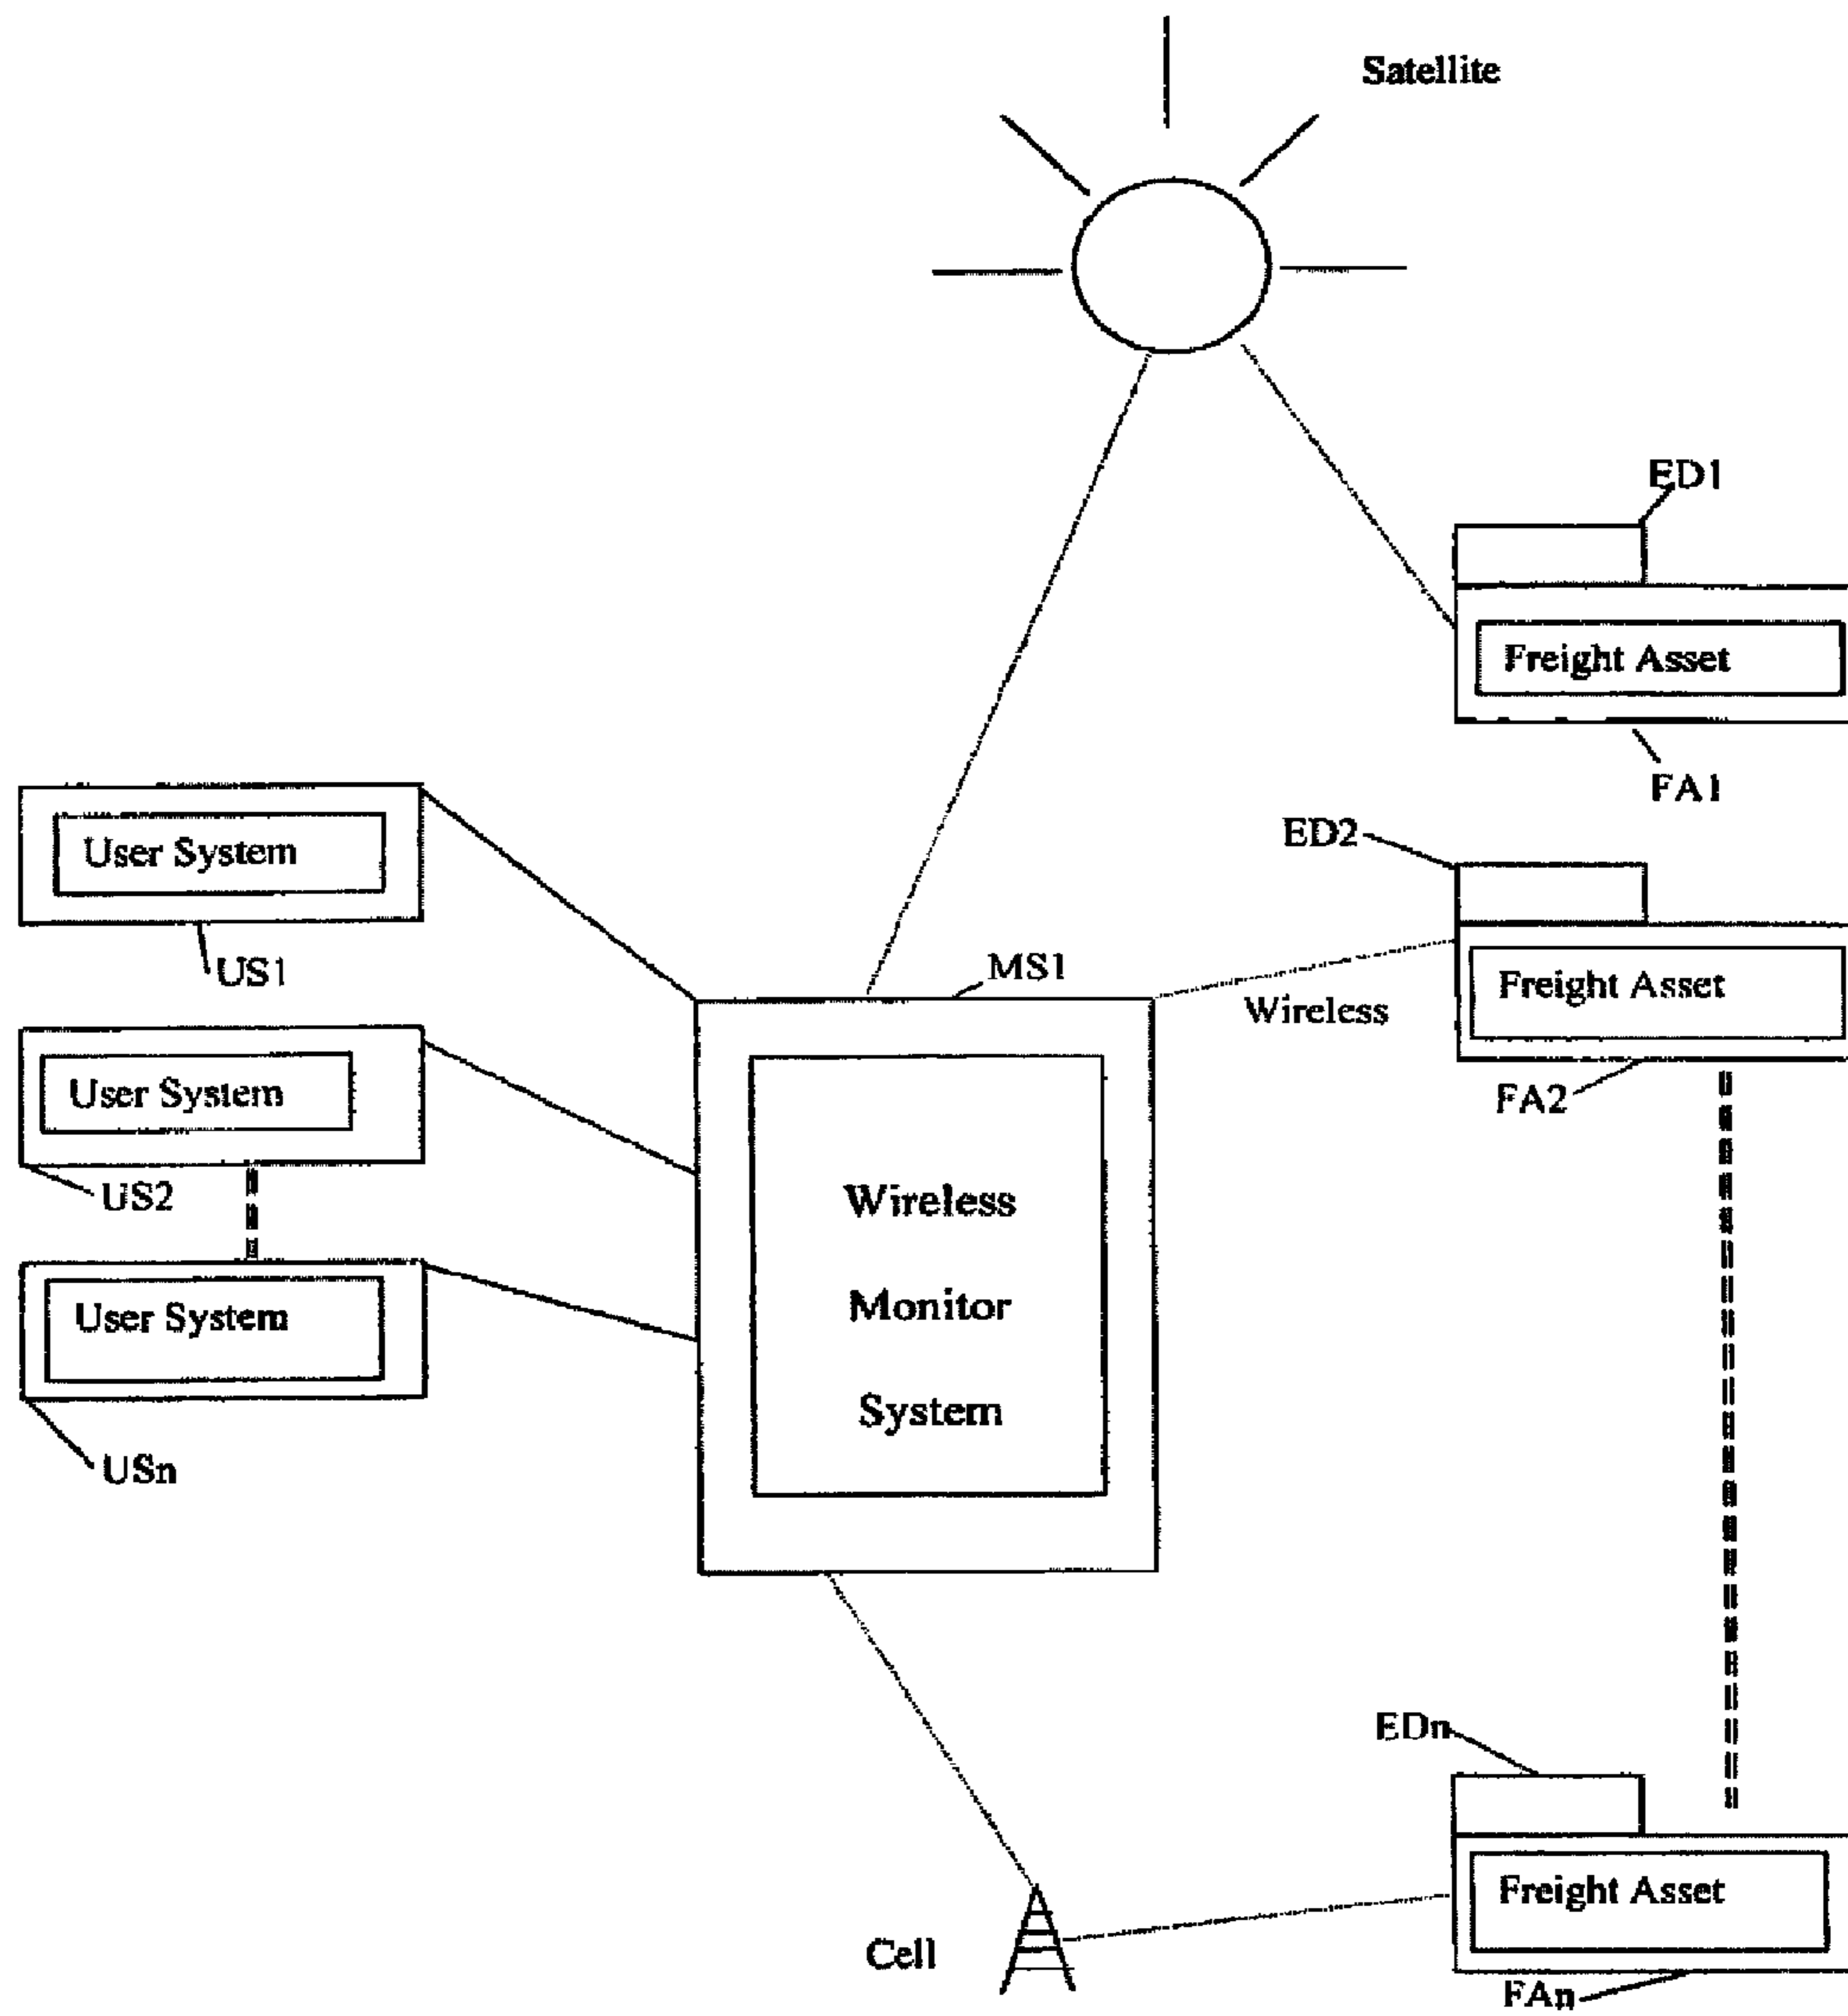 Satellite
ED1
Freight Asset
FA1
ED2
User System
US1
MS1
Freight Asset
Wireless
FA2
User System
US2
Wireless
Monitor
System
User System
USn
EDn
Freight Asset
Cell
FAn